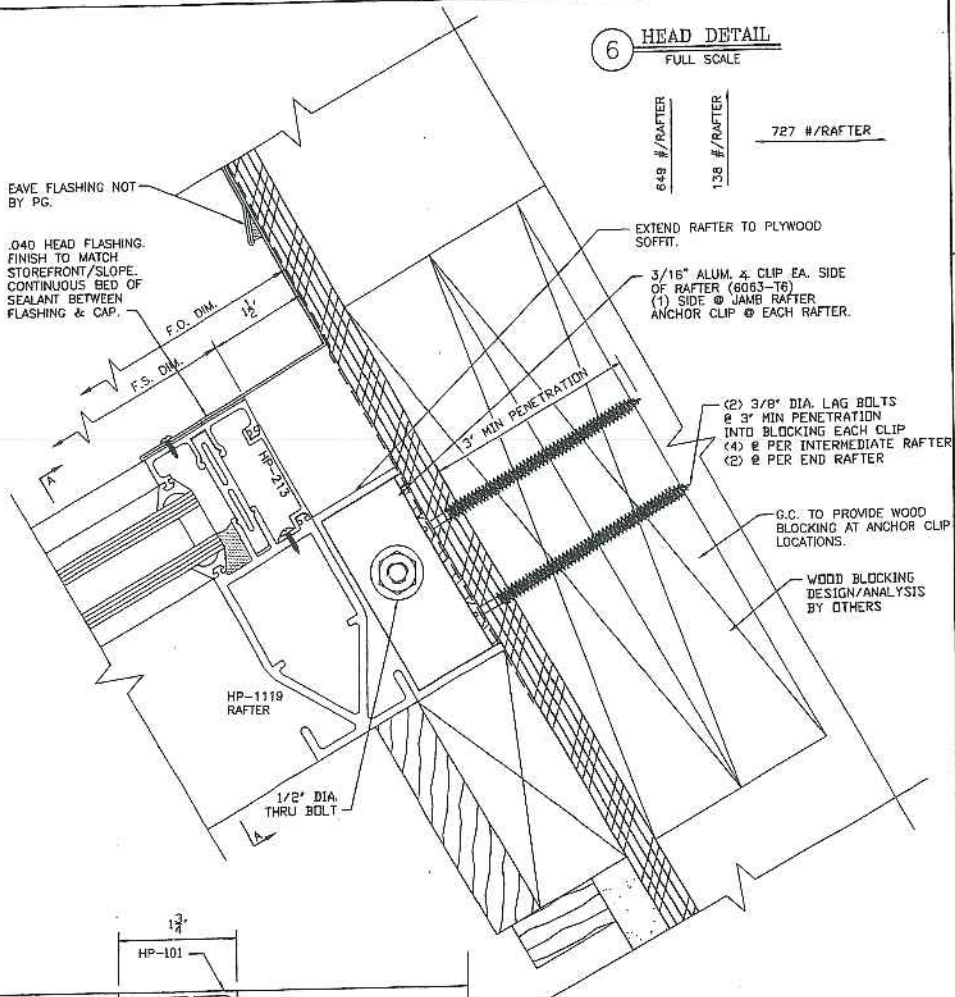 6 HEAD DETAIL
FULL SCALE
649 #/RAFTER
138 #/RAFTER
727 #/RAFTER
EAVE FLASHING NOT
BY PG.
.040 HEAD FLASHING.
FINISH TO MATCH
STOREFRONT/SLOPE.
CONTINUOUS BED OF
SEALANT BETWEEN
FLASHING & CAP.
F.O. DIM.
1 1/2"
F.S. DIM.
EXTEND RAFTER TO PLYWOOD
SOFFIT.
3/16" ALUM. ∠ CLIP EA. SIDE
OF RAFTER (6063-T6)
(1) SIDE @ JAMB RAFTER
ANCHOR CLIP @ EACH RAFTER.
3" MIN PENETRATION
(2) 3/8" DIA. LAG BOLTS
@ 3" MIN PENETRATION
INTO BLOCKING EACH CLIP
(4) @ PER INTERMEDIATE RAFTER
(2) @ PER END RAFTER
HP-213
A
G.C. TO PROVIDE WOOD
BLOCKING AT ANCHOR CLIP
LOCATIONS.
WOOD BLOCKING
DESIGN/ANALYSIS
BY OTHERS
HP-1119
RAFTER
1/2" DIA.
THRU BOLT
A
1 3/4"
HP-101